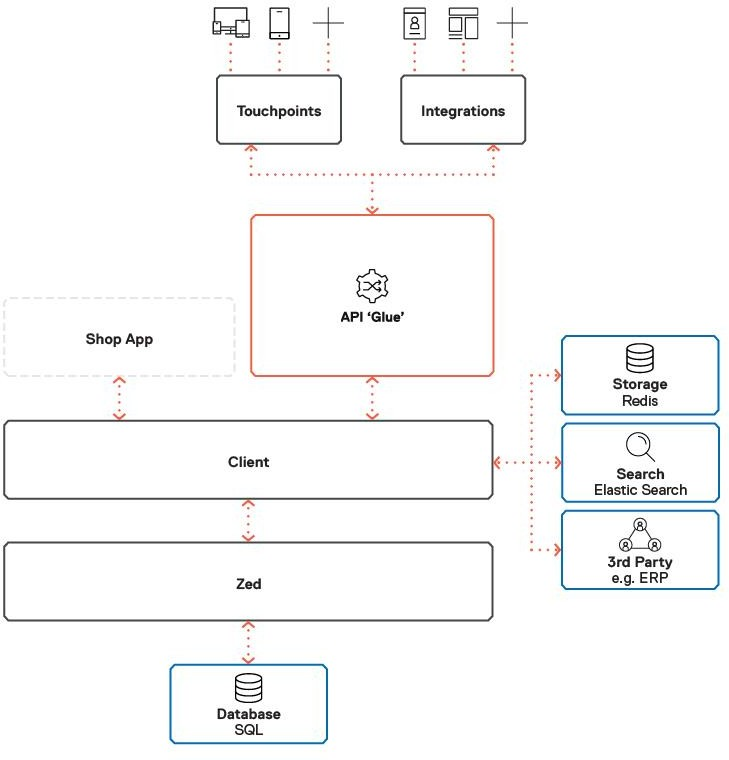 Touchpoints
Integrations
API ‘Glue’
Shop App
Storage
Redis
Client
Search
Elastic Search
3rd Party
e.g. ERP
Zed
Database
SQL